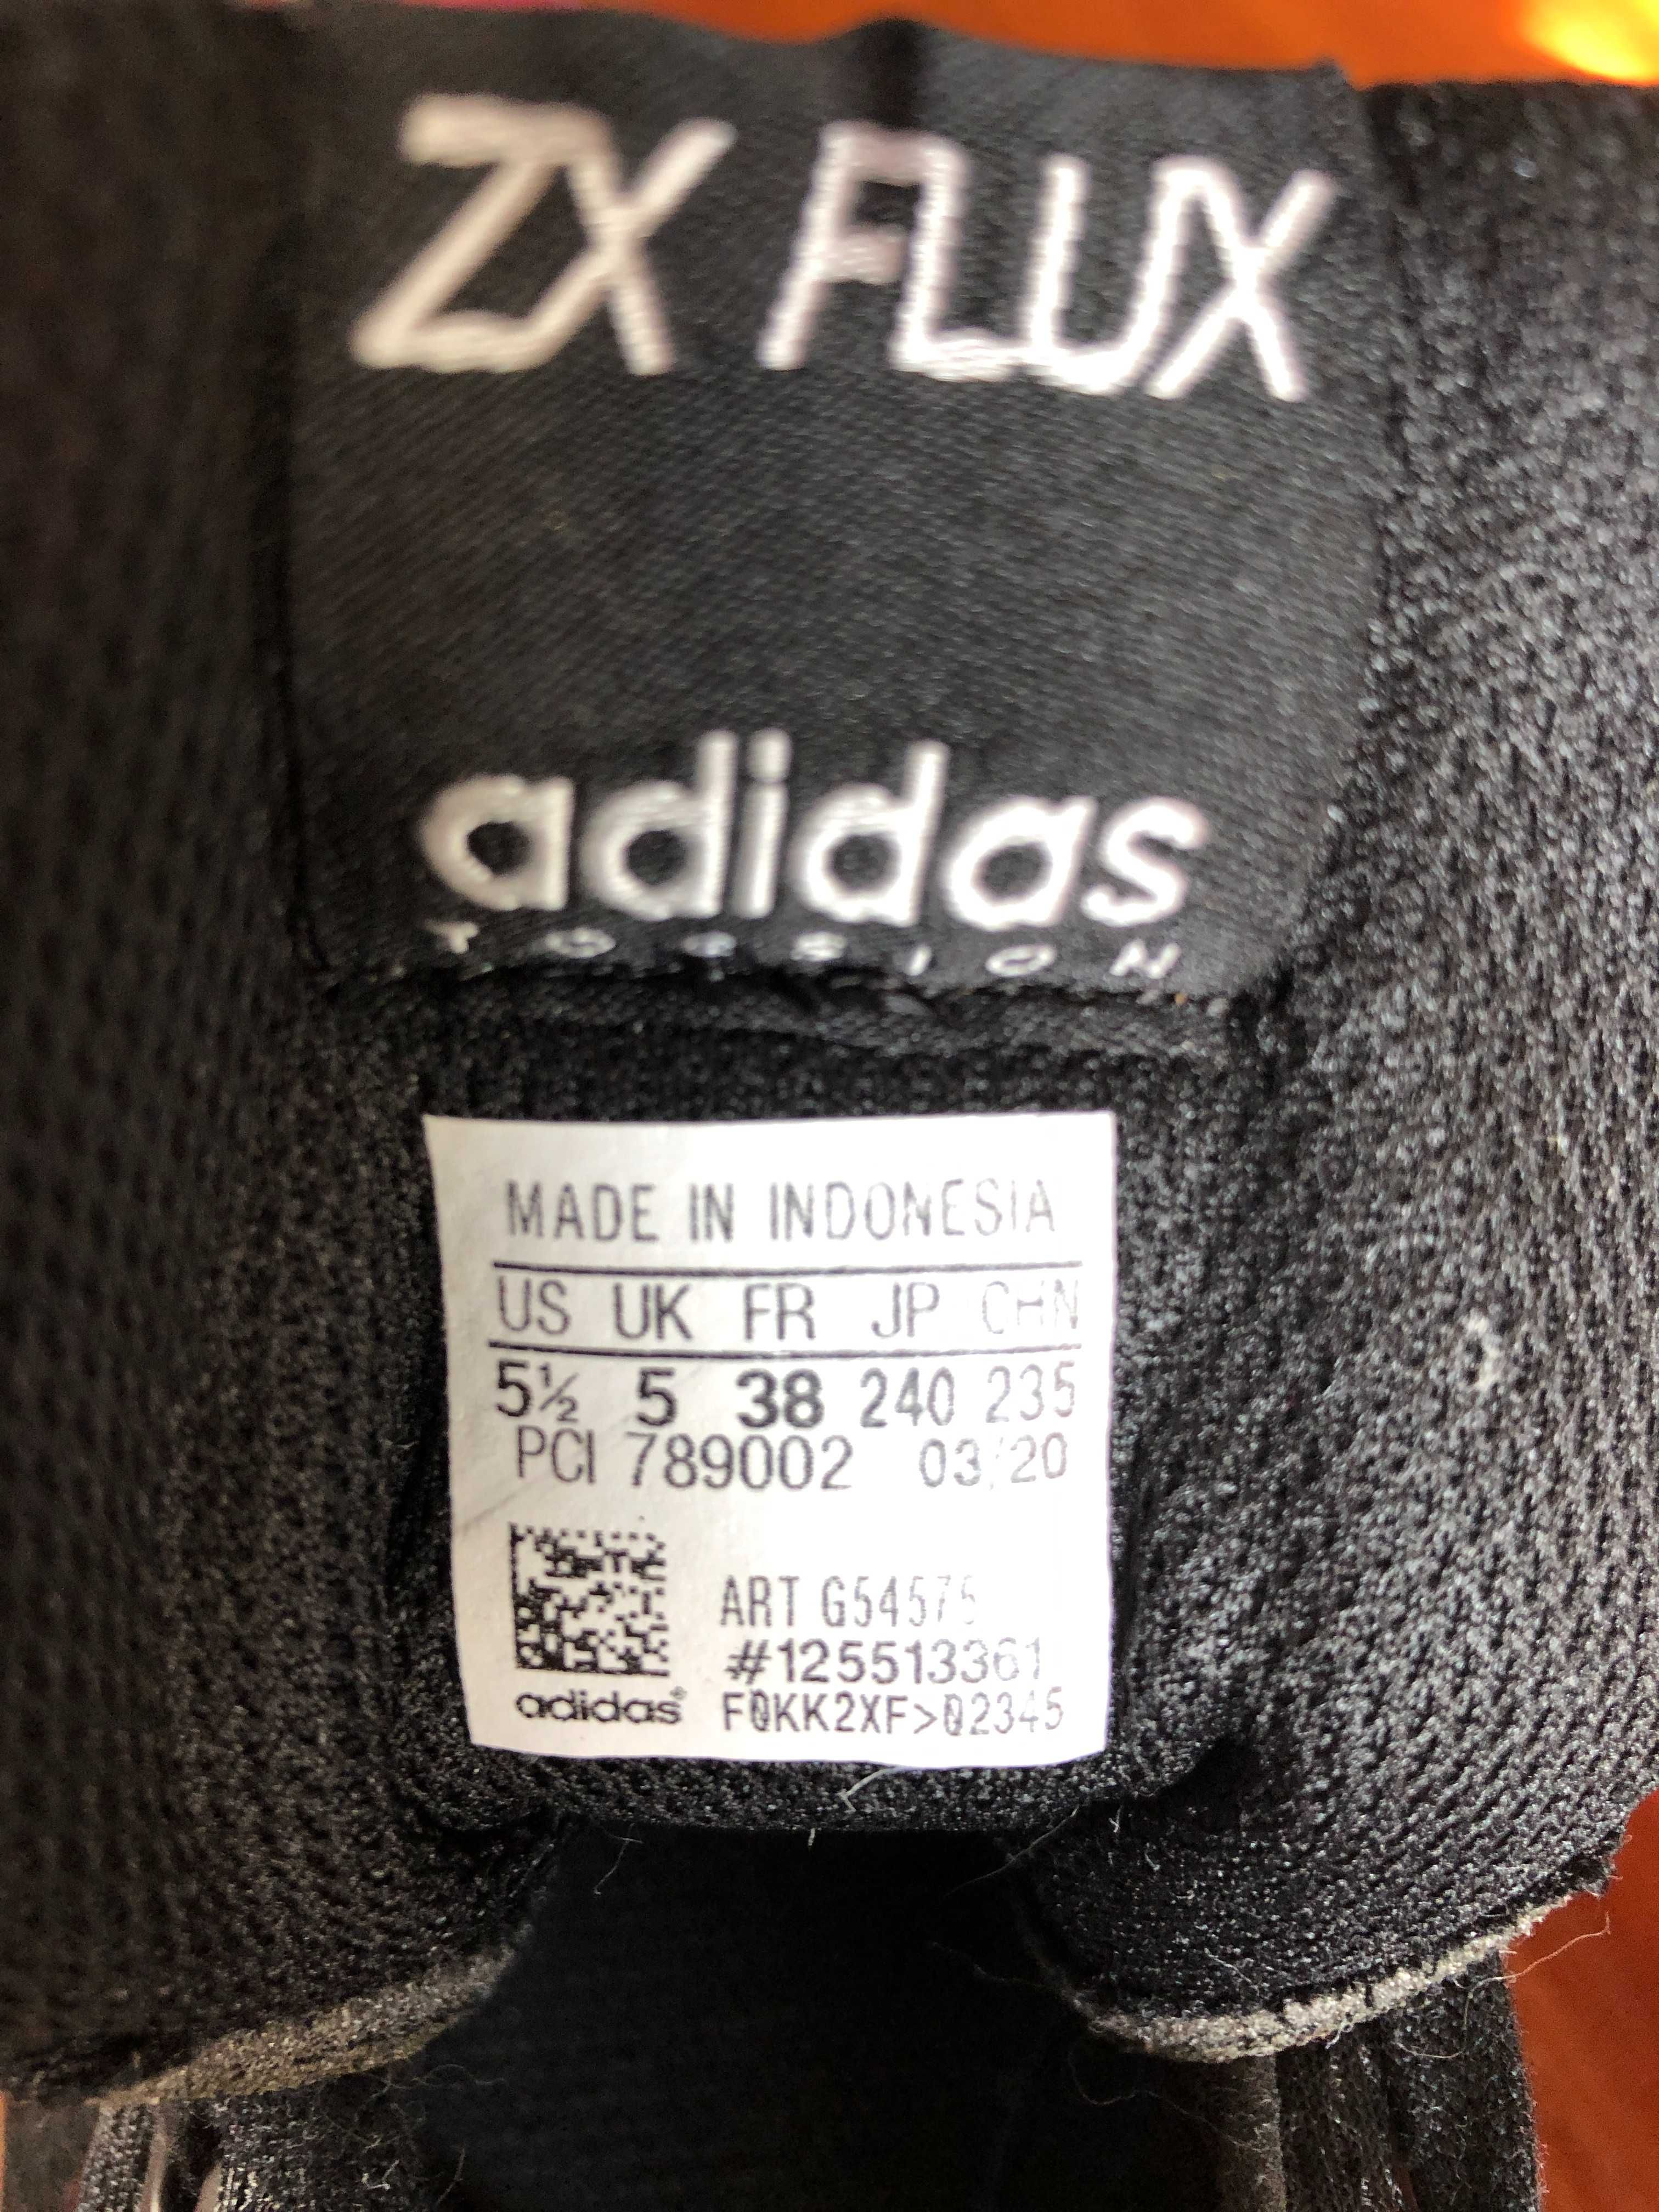 ZX FLUX
adidas
TORSION
MADE IN INDONESIA
US UK FR JP CHN
5½ 5 38 240 235
PCI 789002 03/20
ART G54575
#125513361
adidas® F0KK2XF>02345